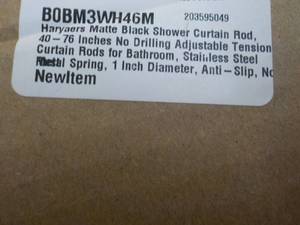 B0BM3WH46M 203595049
Haryaers Matte Black Shower Curtain Rod,
40-76 Inches No Drilling Adjustable Tension
Curtain Rods for Bathroom, Stainless Steel
Metal Spring, 1 Inch Diameter, Anti-Slip, No
NewItem